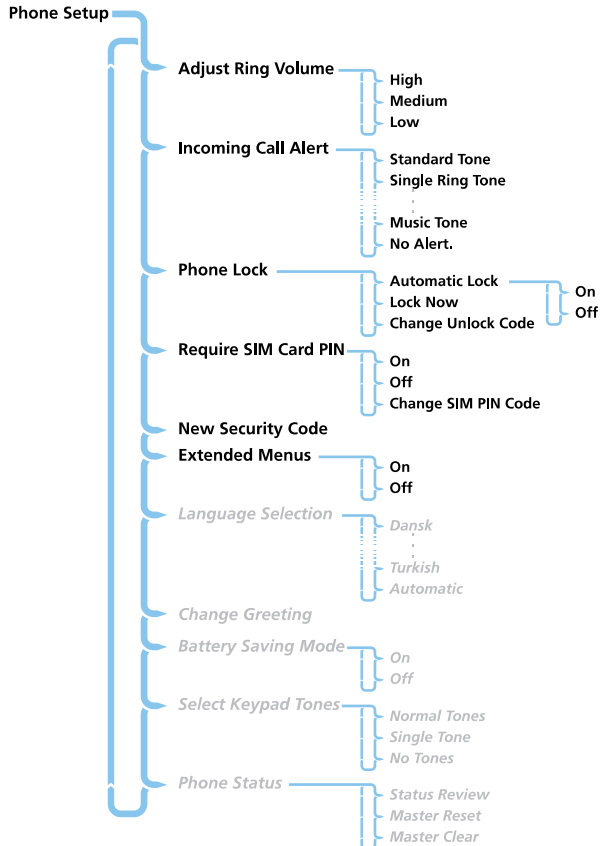 Phone Setup
Adjust Ring Volume
High
Medium
Low
Incoming Call Alert
Standard Tone
Single Ring Tone
Music Tone
No Alert.
Phone Lock
Automatic Lock
On
Off
Lock Now
Change Unlock Code
Require SIM Card PIN
On
Off
Change SIM PIN Code
New Security Code
Extended Menus
On
Off
Language Selection
Dansk
Turkish
Automatic
Change Greeting
Battery Saving Mode
On
Off
Select Keypad Tones
Normal Tones
Single Tone
No Tones
Phone Status
Status Review
Master Reset
Master Clear